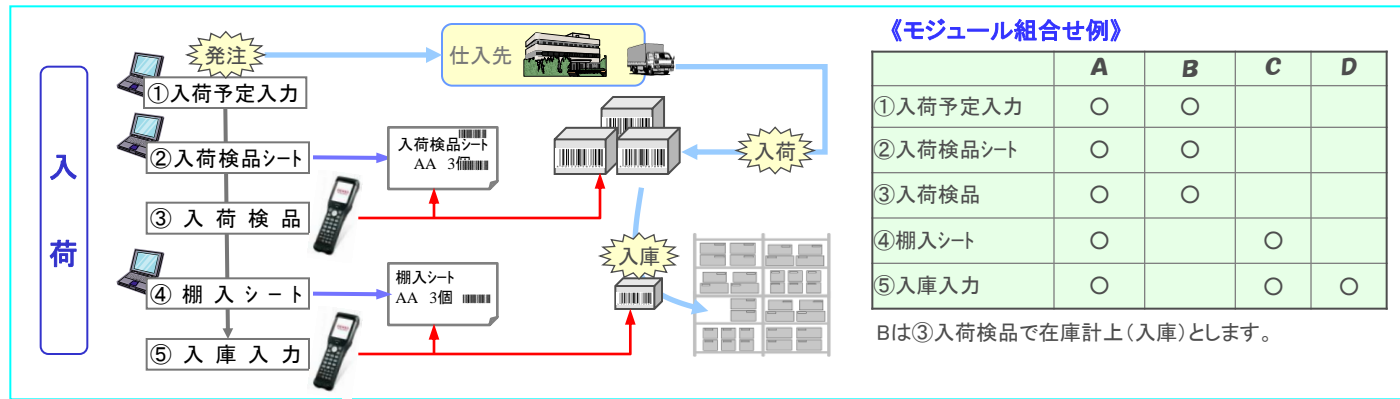 入
荷
発注
仕入先
①入荷予定入力
②入荷検品シート
入荷検品シート
AA 3個
入荷
③ 入 荷 検 品
入庫
④ 棚 入 シ ー ト
棚入シート
AA 3個
⑤ 入 庫 入 力
《モジュール組合せ例》
A B C D
①入荷予定入力 ○ ○
②入荷検品シート ○ ○
③入荷検品 ○ ○
④棚入シート ○ ○
⑤入庫入力 ○ ○ ○
Bは③入荷検品で在庫計上(入庫)とします。